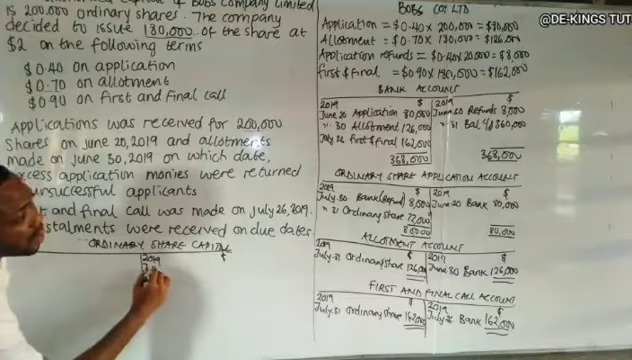 BOBS COY LTD
@DE-KINGS TUT
of Bobs Company Limited
is 200,000 ordinary shares. The company
decided to issue 180,000 of the share at
$2 on the following terms
$0.40 on application
$0.70 on allotment
$0.90 on first and final call
Applications was received for 200,000
shares on june 20, 2019 and allotments
made on june 30, 2019 on which date,
excess application monies were returned
unsuccessful applicants
and final call was made on july 26, 2019.
instalments were received on due dates
ORDINARY SHARE CAPITAL
$
2019
Application = $0.40 x 200,000 =
Allotment = $0.70 x 180,000 = $126,000
Application refunds = $0.40 x 20,000 = $8,000
First & final = $0.90 x 180,000 = $162,000
BANK ACCOUNT
2019 $ 2019 $
June 20 Application 80,000 June 30 Refunds 8,000
" 30 Allotment 126,000 " 31 Bal c/d 360,000
July 26 first & final 162,000
368,000 368,000
ORDINARY SHARE APPLICATION ACCOUNT
2019 $ 2019 $
Bank (Refund) 8,000 June 20 Bank 80,000
" 31 Ordinary share 72,000
80,000 80,000
ALLOTMENT ACCOUNT
2019 $ 2019 $
July 31 Ordinary share 126,000 June 30 Bank 126,000
FIRST AND FINAL CALL ACCOUNT
2019 $ 2019 $
July 31 Ordinary share 162,000 July 26 Bank 162,000